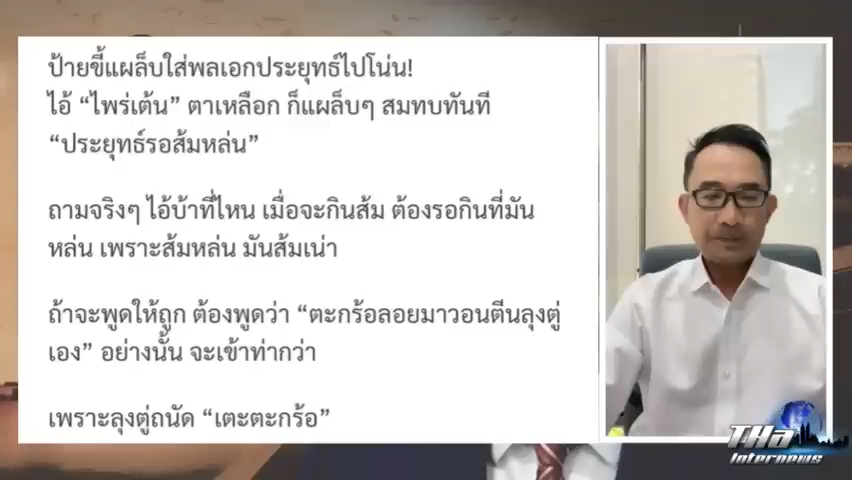 ป้ายขี้แผล็บใส่พลเอกประยุทธ์ไปโน่น!
ไอ้ “ไพร่เต้น” ตาเหลือก ก็แผล็บๆ สมทบทันที
“ประยุทธ์รอส้มหล่น”
ถามจริงๆ ไอ้บ้าที่ไหน เมื่อจะกินส้ม ต้องรอกินที่มัน
หล่น เพราะส้มหล่น มันส้มเน่า
ถ้าจะพูดให้ถูก ต้องพูดว่า “ตะกร้อลอยมาวอนตีนลุงตู่
เอง” อย่างนั้น จะเข้าท่ากว่า
เพราะลุงตู่ถนัด “เตะตะกร้อ”
THa
Internews